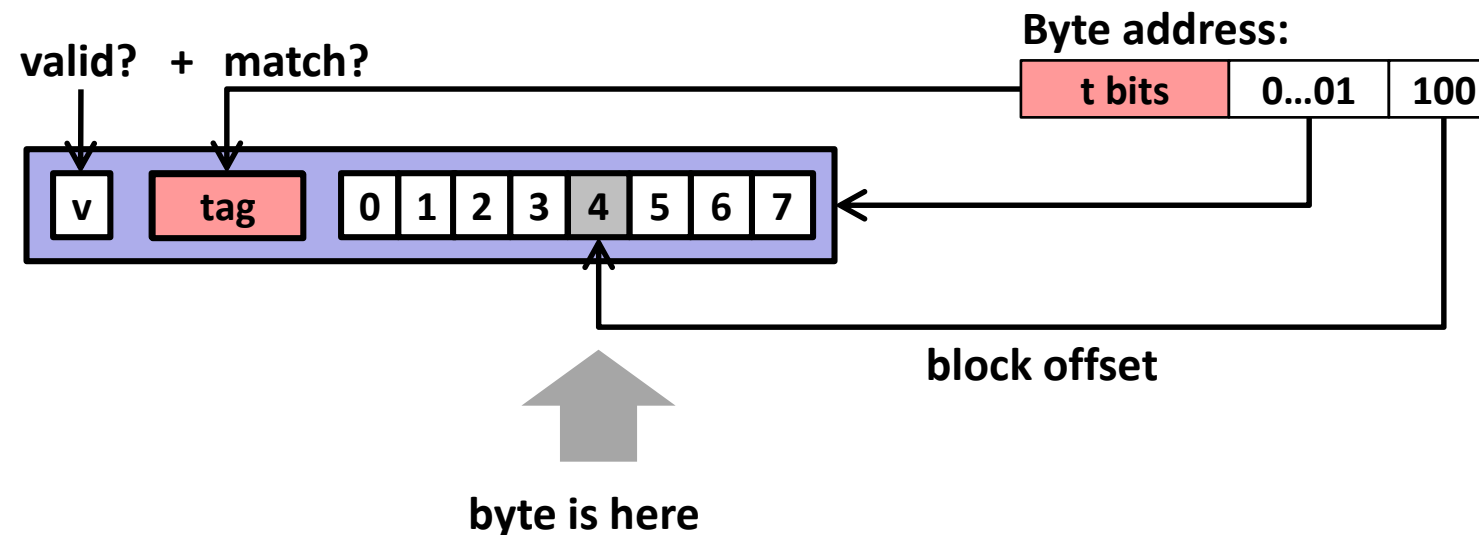 Byte address:
valid? + match?
t bits 0...01 100
v tag 0 1 2 3 4 5 6 7
block offset
byte is here